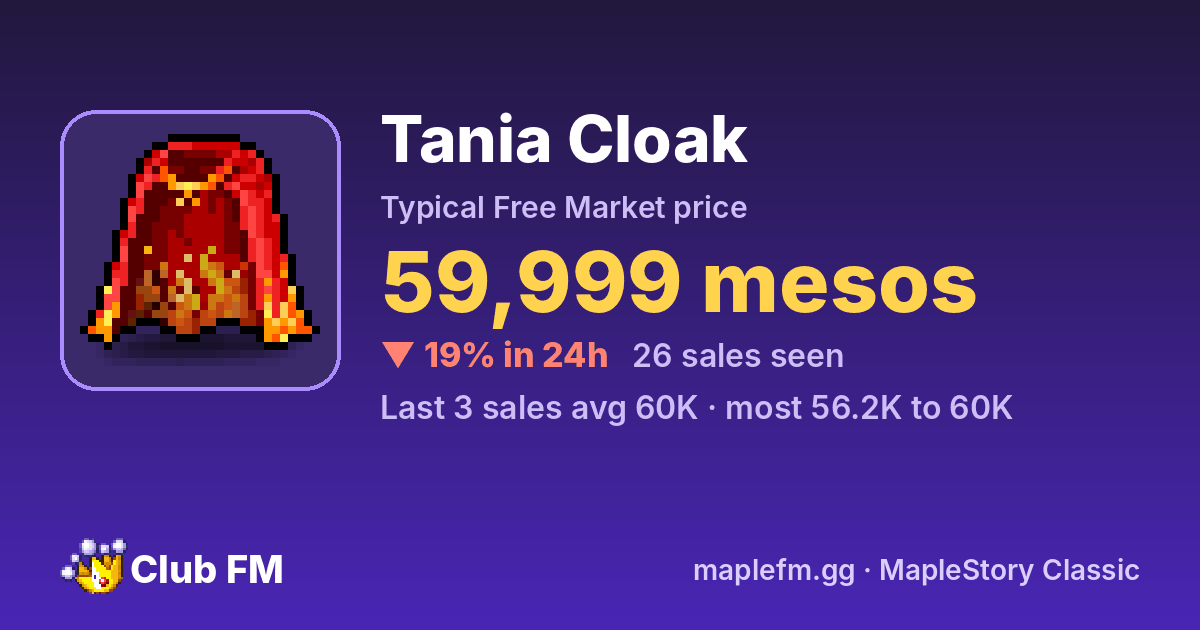 Tania Cloak
Typical Free Market price
59,999 mesos
▼ 19% in 24h 26 sales seen
Last 3 sales avg 60K · most 56.2K to 60K
Club FM
maplefm.gg · MapleStory Classic